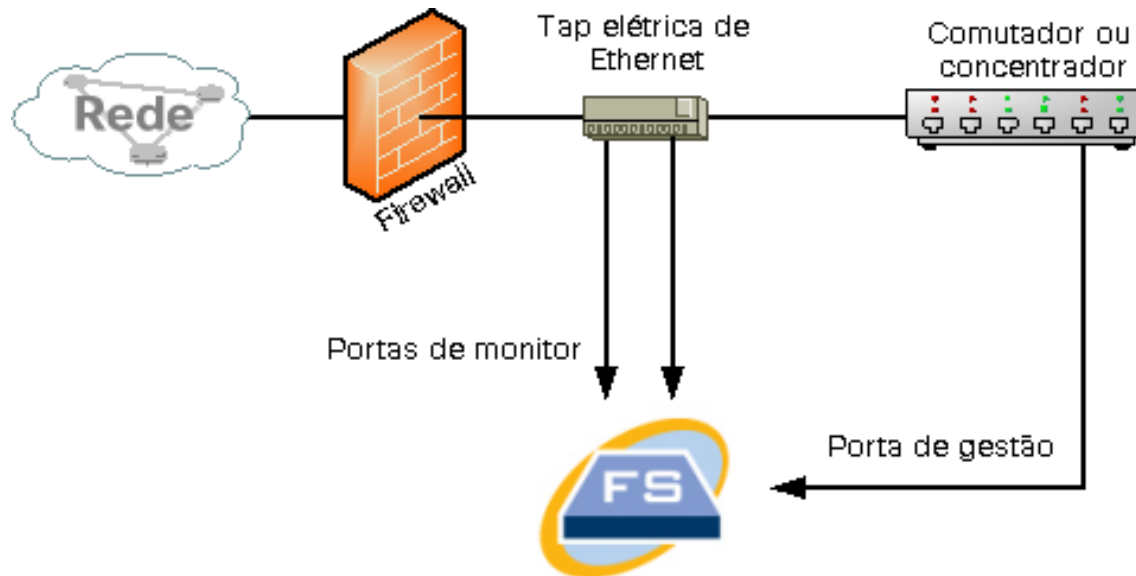 Tap elétrica de
Ethernet
Comutador ou
concentrador
Rede
Firewall
Portas de monitor
Porta de gestão
FS